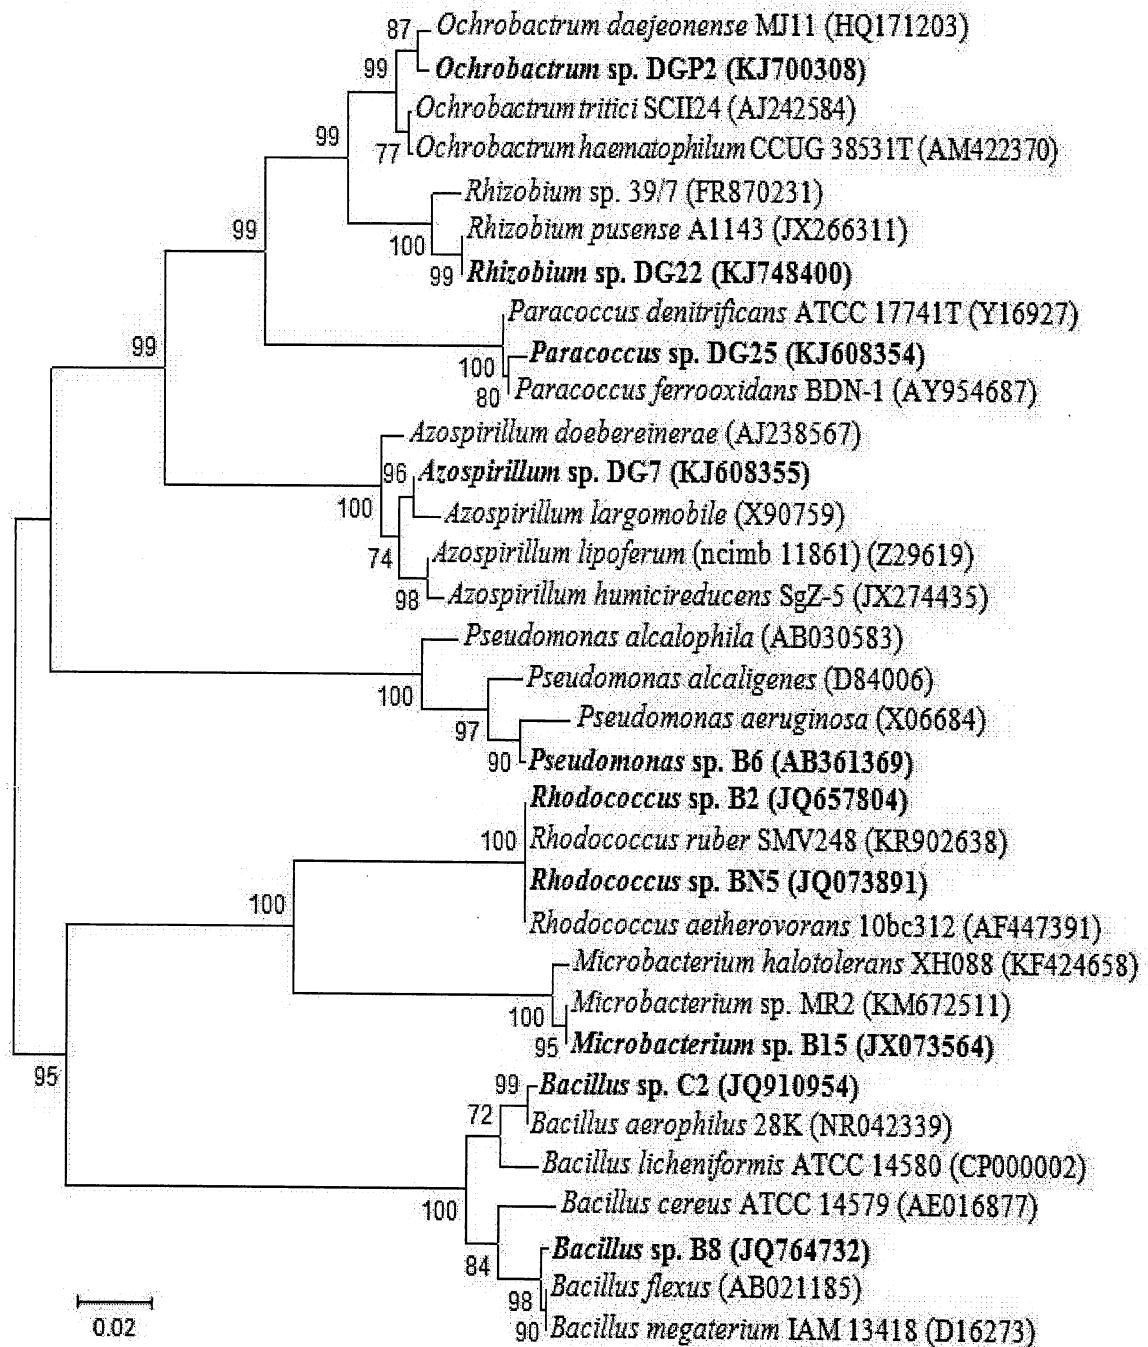 87 Ochrobactrum daejeonense MJ11 (HQ171203)
99 Ochrobactrum sp. DGP2 (KJ700308)
Ochrobactrum tritici SCII24 (AJ242584)
99
77 Ochrobactrum haematophilum CCUG 38531T (AM422370)
Rhizobium sp. 39/7 (FR870231)
99 Rhizobium pusense A1143 (JX266311)
100
99 Rhizobium sp. DG22 (KJ748400)
Paracoccus denitrificans ATCC 17741T (Y16927)
99 Paracoccus sp. DG25 (KJ608354)
100
80 Paracoccus ferrooxidans BDN-1 (AY954687)
Azospirillum doebereinerae (AJ238567)
96 Azospirillum sp. DG7 (KJ608355)
100 Azospirillum largomobile (X90759)
74 Azospirillum lipoferum (ncimb 11861) (Z29619)
98 Azospirillum humicireducens SgZ-5 (JX274435)
Pseudomonas alcalophila (AB030583)
100 Pseudomonas alcaligenes (D84006)
97 Pseudomonas aeruginosa (X06684)
90 Pseudomonas sp. B6 (AB361369)
Rhodococcus sp. B2 (JQ657804)
100 Rhodococcus ruber SMV248 (KR902638)
Rhodococcus sp. BN5 (JQ073891)
100
Rhodococcus aetherovorans 10bc312 (AF447391)
Microbacterium halotolerans XH088 (KF424658)
100 Microbacterium sp. MR2 (KM672511)
95 Microbacterium sp. B15 (JX073564)
95
99 Bacillus sp. C2 (JQ910954)
72 Bacillus aerophilus 28K (NR042339)
Bacillus licheniformis ATCC 14580 (CP000002)
100 Bacillus cereus ATCC 14579 (AE016877)
84 Bacillus sp. B8 (JQ764732)
98 Bacillus flexus (AB021185)
90 Bacillus megaterium IAM 13418 (D16273)
0.02